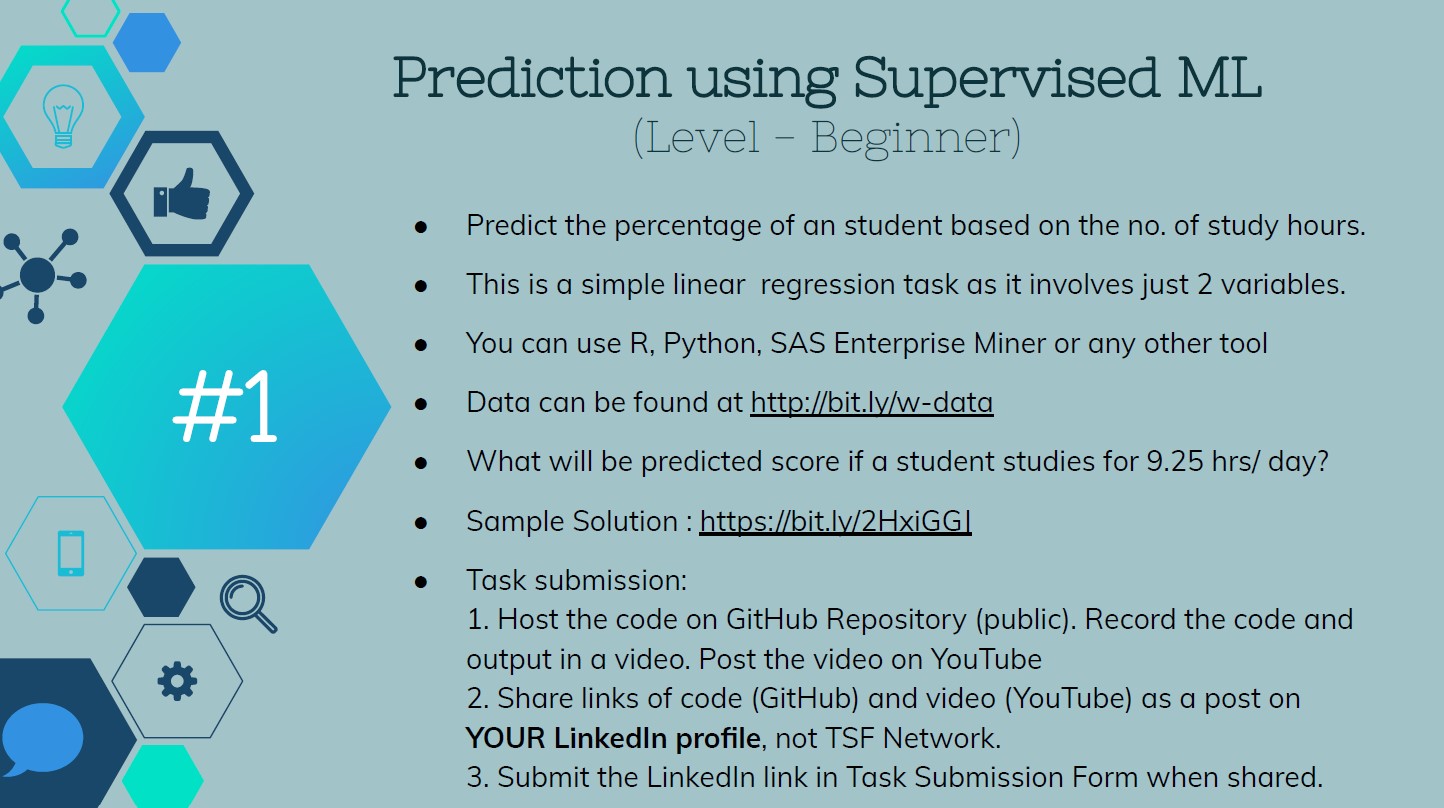 Prediction using Supervised ML
(Level – Beginner)
#1
● Predict the percentage of an student based on the no. of study hours.
● This is a simple linear  regression task as it involves just 2 variables.
● You can use R, Python, SAS Enterprise Miner or any other tool
● Data can be found at http://bit.ly/w-data
● What will be predicted score if a student studies for 9.25 hrs/ day?
● Sample Solution : https://bit.ly/2HxiGGJ
● Task submission:
1. Host the code on GitHub Repository (public). Record the code and
output in a video. Post the video on YouTube
2. Share links of code (GitHub) and video (YouTube) as a post on
YOUR LinkedIn profile, not TSF Network.
3. Submit the LinkedIn link in Task Submission Form when shared.